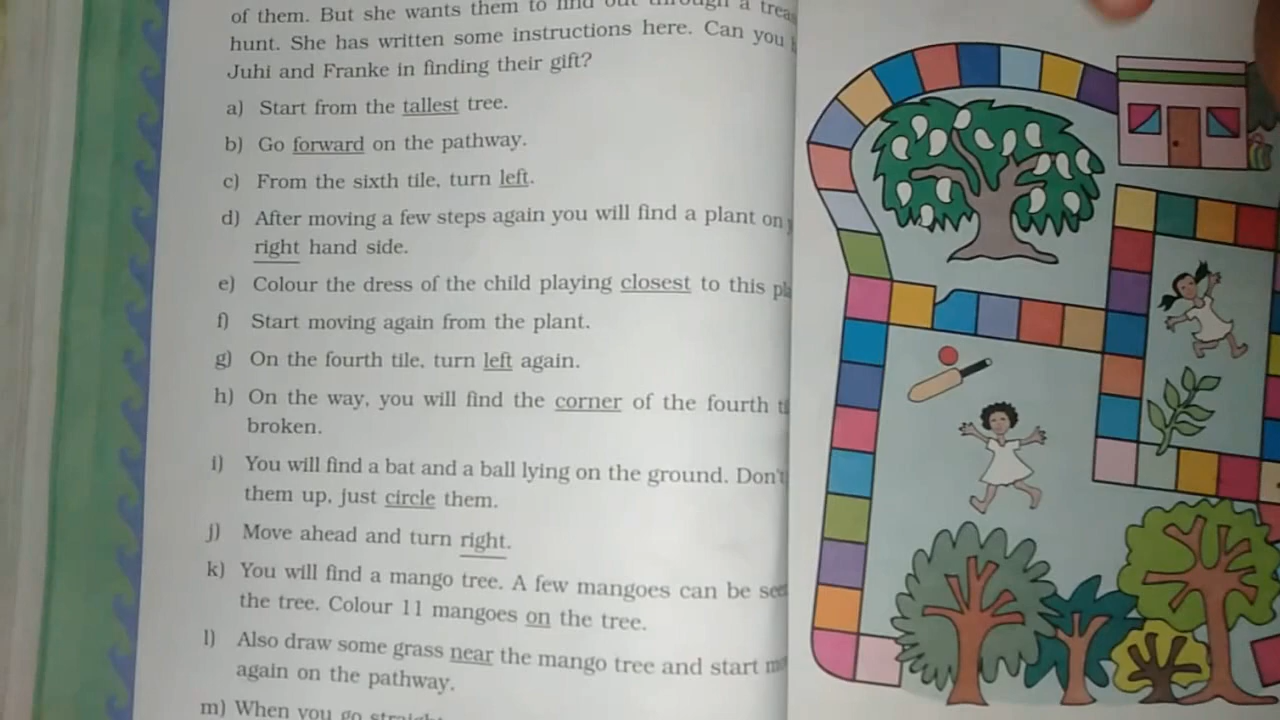 of them. But she wants them to find out through a
hunt. She has written some instructions here. Can you
Juhi and Franke in finding their gift?
a) Start from the tallest tree.
b) Go forward on the pathway.
c) From the sixth tile, turn left.
d) After moving a few steps again you will find a plant on
right hand side.
e) Colour the dress of the child playing closest to this
f) Start moving again from the plant.
g) On the fourth tile, turn left again.
h) On the way, you will find the corner of the fourth
broken.
i) You will find a bat and a ball lying on the ground. Don't
them up, just circle them.
j) Move ahead and turn right.
k) You will find a mango tree. A few mangoes can be
the tree. Colour 11 mangoes on the tree.
l) Also draw some grass near the mango tree and start
again on the pathway.
m) When you go